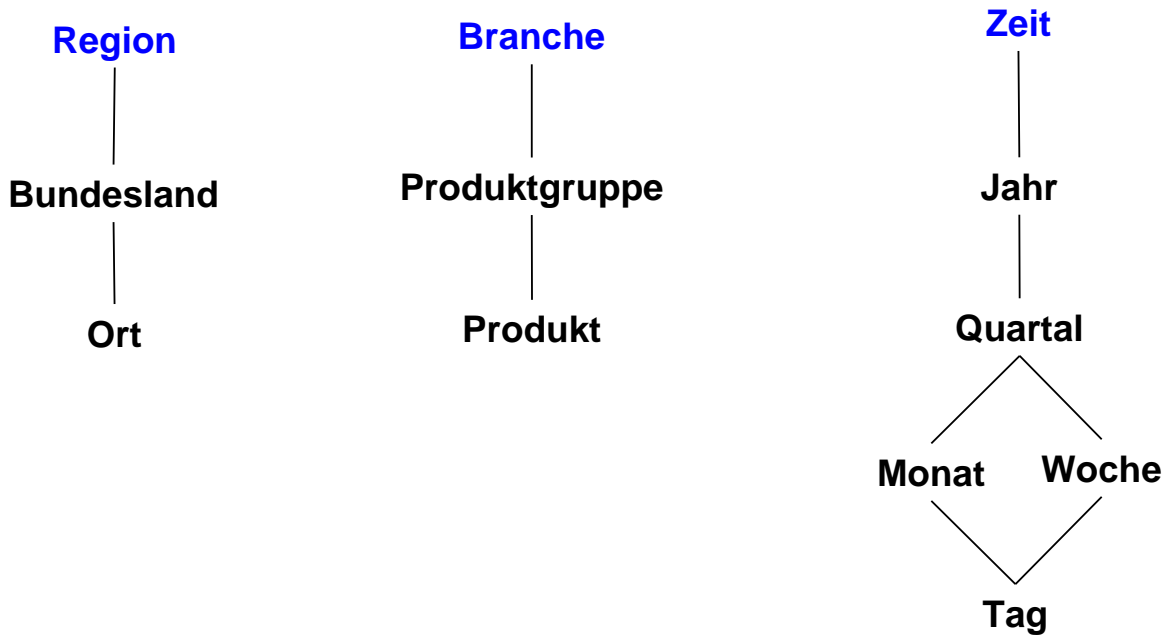 Region
Branche
Zeit
Bundesland
Produktgruppe
Jahr
Ort
Produkt
Quartal
Monat
Woche
Tag